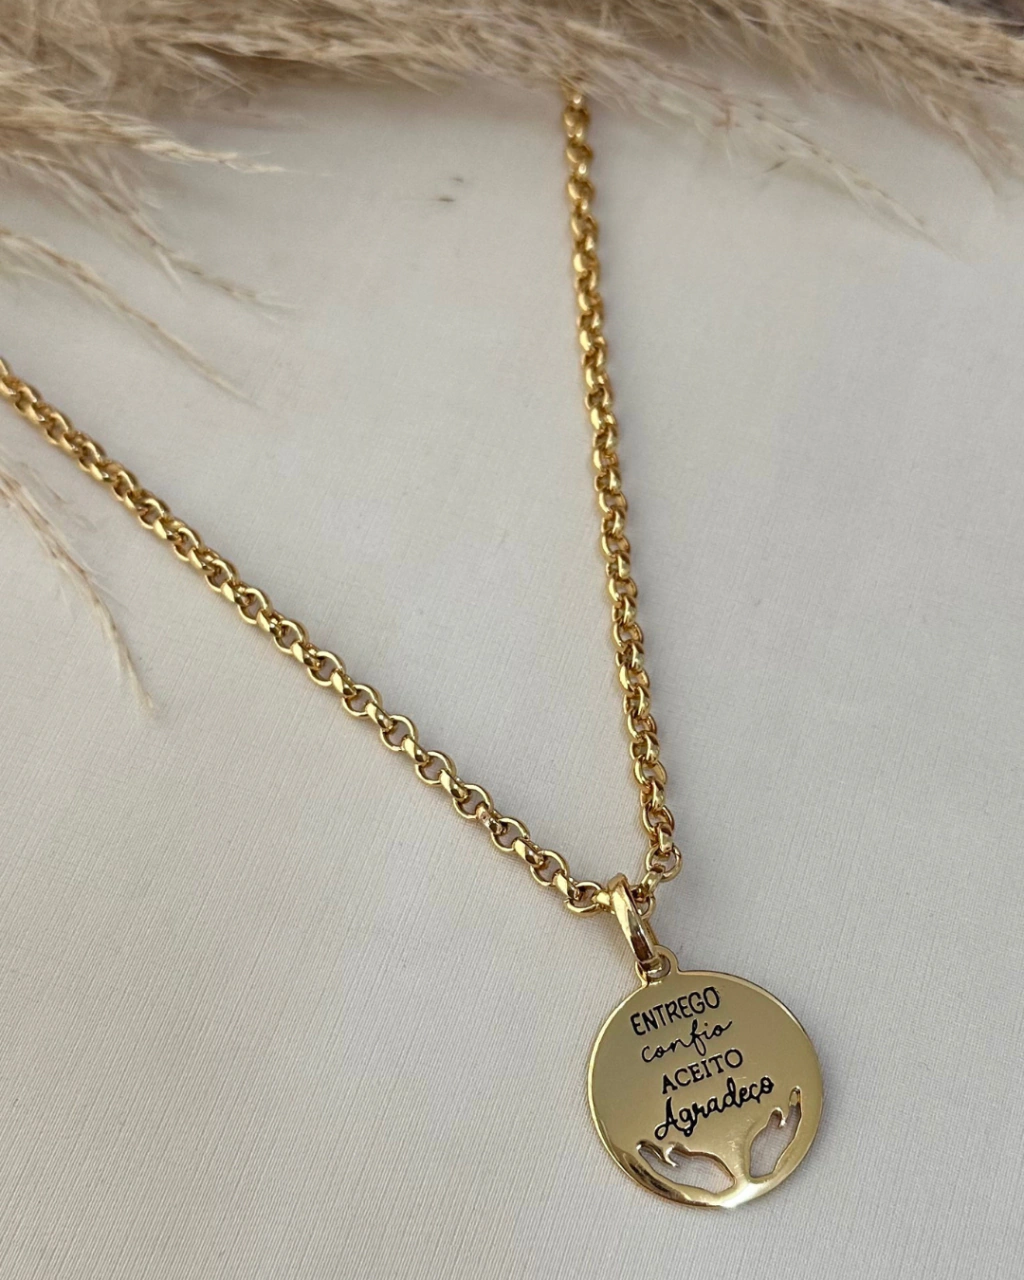 ENTREGO
confio
ACEITO
Agradeço